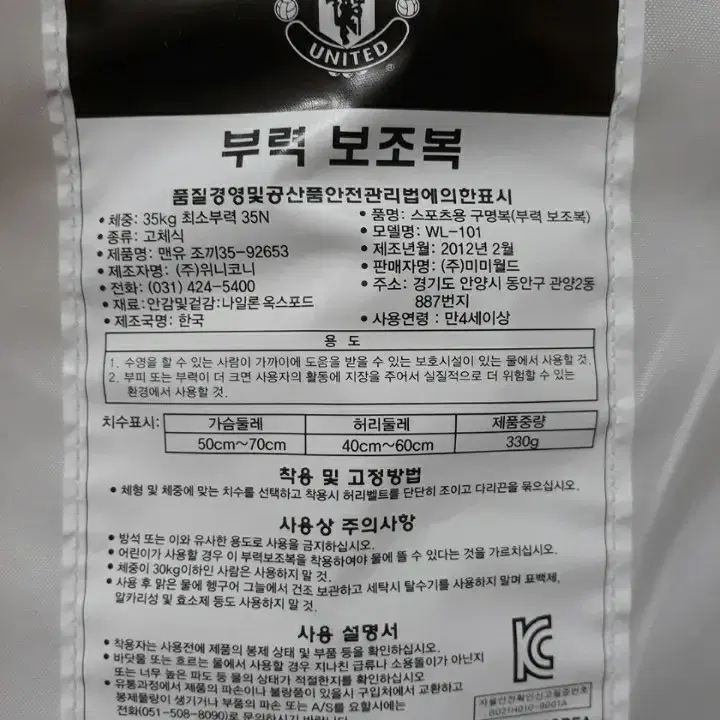 UNITED
부력 보조복
품질경영및공산품안전관리법에의한표시
• 체중: 35kg 최소부력 35N
• 종류: 고체식
• 제품명: 맨유 조끼35-92653
• 제조자명: (주)위니코니
• 전화: (031) 424-5400
• 재료: 안감및겉감:나일론 옥스포드
• 제조국명: 한국
• 품명: 스포츠용 구명복(부력 보조복)
• 모델명: WL-101
• 제조년월: 2012년 2월
• 판매자명: (주)미미월드
• 주소: 경기도 안양시 동안구 관양2동
887번지
• 사용연령: 만4세이상
용 도
1. 수영을 할 수 있는 사람이 가까이에 도움을 받을 수 있는 보호시설이 있는 물에서 사용할 것.
2. 부피 또는 부력이 더 크면 사용자의 활동에 지장을 주어서 실질적으로 더 위험할 수 있는
환경에서 사용할 것.
치수표시: 가슴둘레 허리둘레 제품중량
50cm~70cm 40cm~60cm 330g
착용 및 고정방법
• 체형 및 체중에 맞는 치수를 선택하고 착용시 허리벨트를 단단히 조이고 다리끈을 묶으십시오.
사용상 주의사항
• 방석 또는 이와 유사한 용도로 사용을 금지하십시오.
• 어린이가 사용할 경우 이 부력보조복을 착용하여야 물에 뜰 수 있다는 것을 가르치십시오.
• 체중이 30kg이하인 사람은 사용하지 말 것.
• 사용 후 맑은 물에 헹구어 그늘에서 건조 보관하고 세탁시 탈수기를 사용하지 말며 표백제,
알카리성 및 효소제 등도 사용하지 말 것.
사용 설명서
• 착용자는 사용전에 제품의 봉제 상태 및 부품 등을 확인하십시오.
• 바닷물 또는 흐르는 물에서 사용할 경우 지나친 급류나 소용돌이가 아닌지
또는 너무 높은 파도 등 물의 상태가 적절한지를 확인하십시오.
• 유통과정에서 제품의 파손이나 불량품이 있을시 구입처에서 교환하고
봉제불량이 생기거나 부품의 파손 또는 A/S를 요할시에는
전화(051-508-8090)로 문의하시기 바랍니다.
자율안전확인신고필증번호